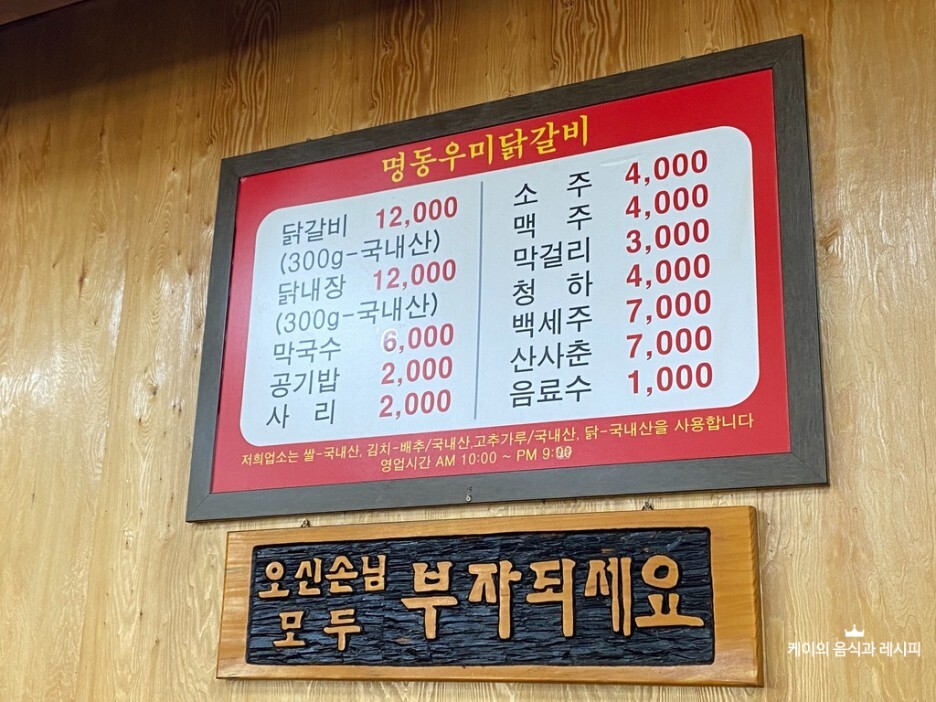 명동우미닭갈비
닭갈비 12,000
(300g-국내산)
닭내장 12,000
(300g-국내산)
막국수 6,000
공기밥 2,000
사 리 2,000
소 주 4,000
맥 주 4,000
막걸리 3,000
청 하 4,000
백세주 7,000
산사춘 7,000
음료수 1,000
저희업소는 쌀-국내산, 김치-배추/국내산,고추가루/국내산, 닭-국내산을 사용합니다
영업시간 AM 10:00 ~ PM 9:00
오신손님
모두 부자되세요
케이의 음식과 레시피